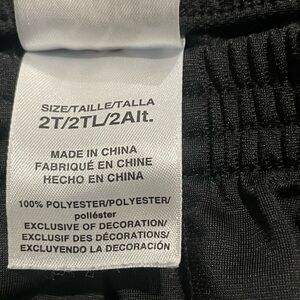 SIZE/TAILLE/TALLA
2T/2TL/2Alt.
MADE IN CHINA
FABRIQUÉ EN CHINE
HECHO EN CHINA
100% POLYESTER/POLYESTER/
poliéster
EXCLUSIVE OF DECORATION/
EXCLUSIF DES DÉCORATIONS/
EXCLUYENDO LA DECORACIÓN